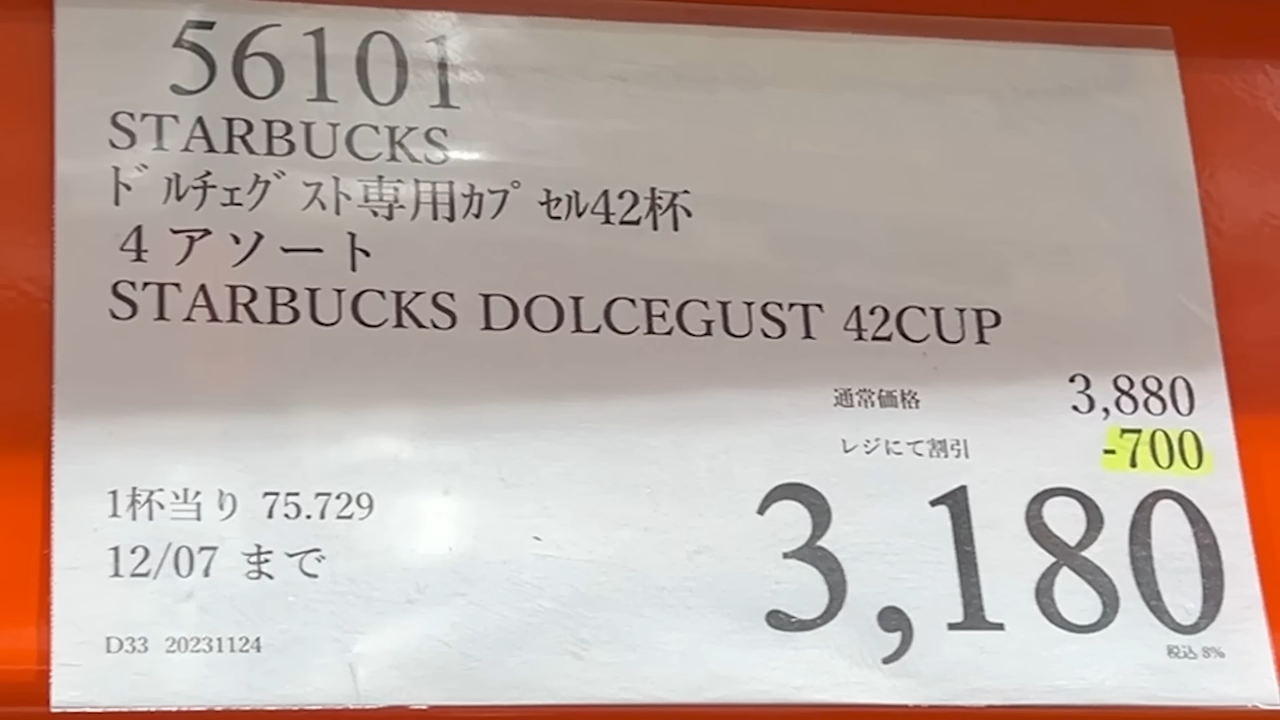 56101
STARBUCKS
ﾄﾞﾙﾁｪｸﾞｽﾄ専用ｶﾌﾟｾﾙ42杯
４アソート
STARBUCKS DOLCEGUST 42CUP
通常価格 3,880
レジにて割引 -700
3,180
税込 8%
1杯当り 75.729
12/07 まで
D33 20231124